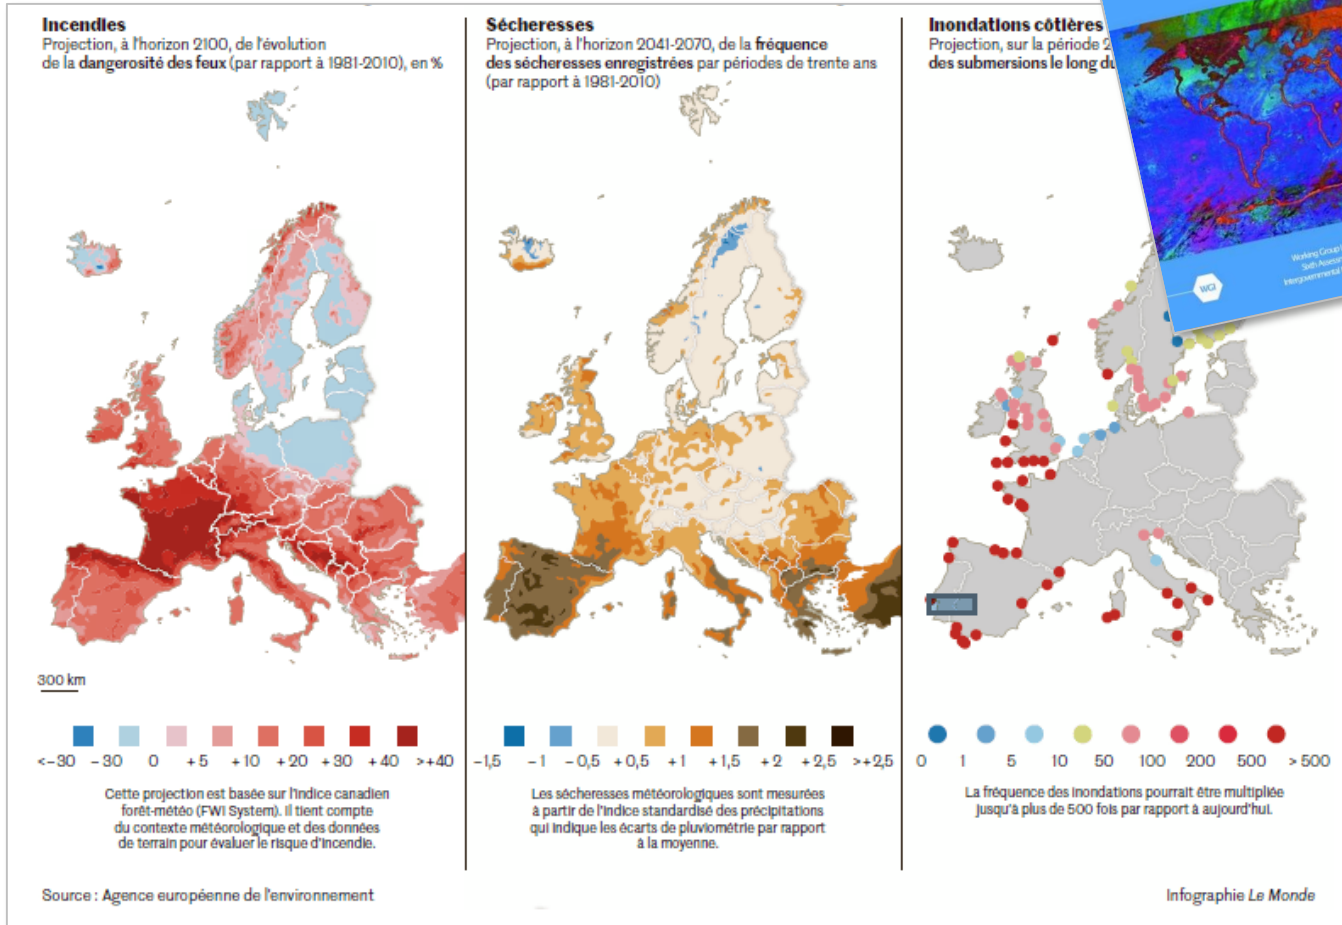 Incendies
Projection, à l'horizon 2100, de l'évolution
de la dangerosité des feux (par rapport à 1981-2010), en %
300 km
<-30 -30 0 +5 +10 +20 +30 +40 >+40
Cette projection est basée sur l'indice canadien
forêt-météo (FWI System). Il tient compte
du contexte météorologique et des données
de terrain pour évaluer le risque d'incendie.
Sécheresses
Projection, à l'horizon 2041-2070, de la fréquence
des sécheresses enregistrées par périodes de trente ans
(par rapport à 1981-2010)
-1,5 -1 -0,5 +0,5 +1 +1,5 +2 +2,5 >+2,5
Les sécheresses météorologiques sont mesurées
à partir de l'indice standardisé des précipitations
qui indique les écarts de pluviométrie par rapport
à la moyenne.
Inondations côtières
Projection, sur la période 2
des submersions le long du
Working Group
Sixth Assess
Intergovernmental
WGI
0 1 5 10 50 100 200 500 >500
La fréquence des inondations pourrait être multipliée
jusqu'à plus de 500 fois par rapport à aujourd'hui.
Source : Agence européenne de l'environnement
Infographie Le Monde